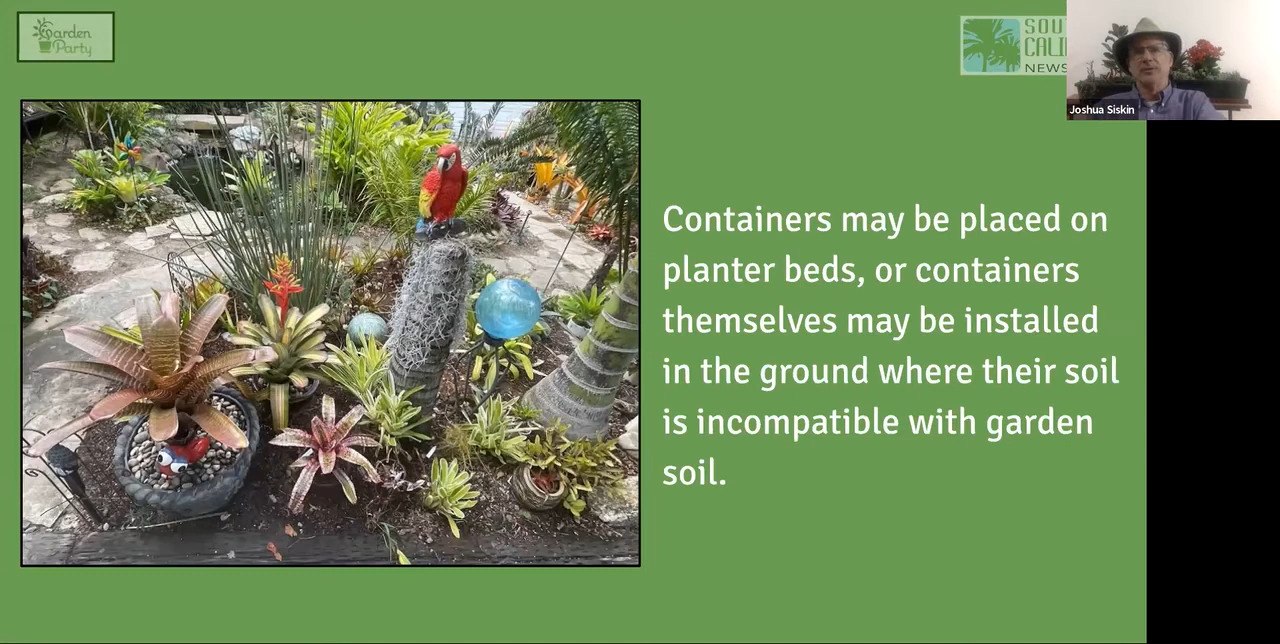 Garden
Party
SOU
CALI
NEWS
Joshua Siskin
Containers may be placed on
planter beds, or containers
themselves may be installed
in the ground where their soil
is incompatible with garden
soil.